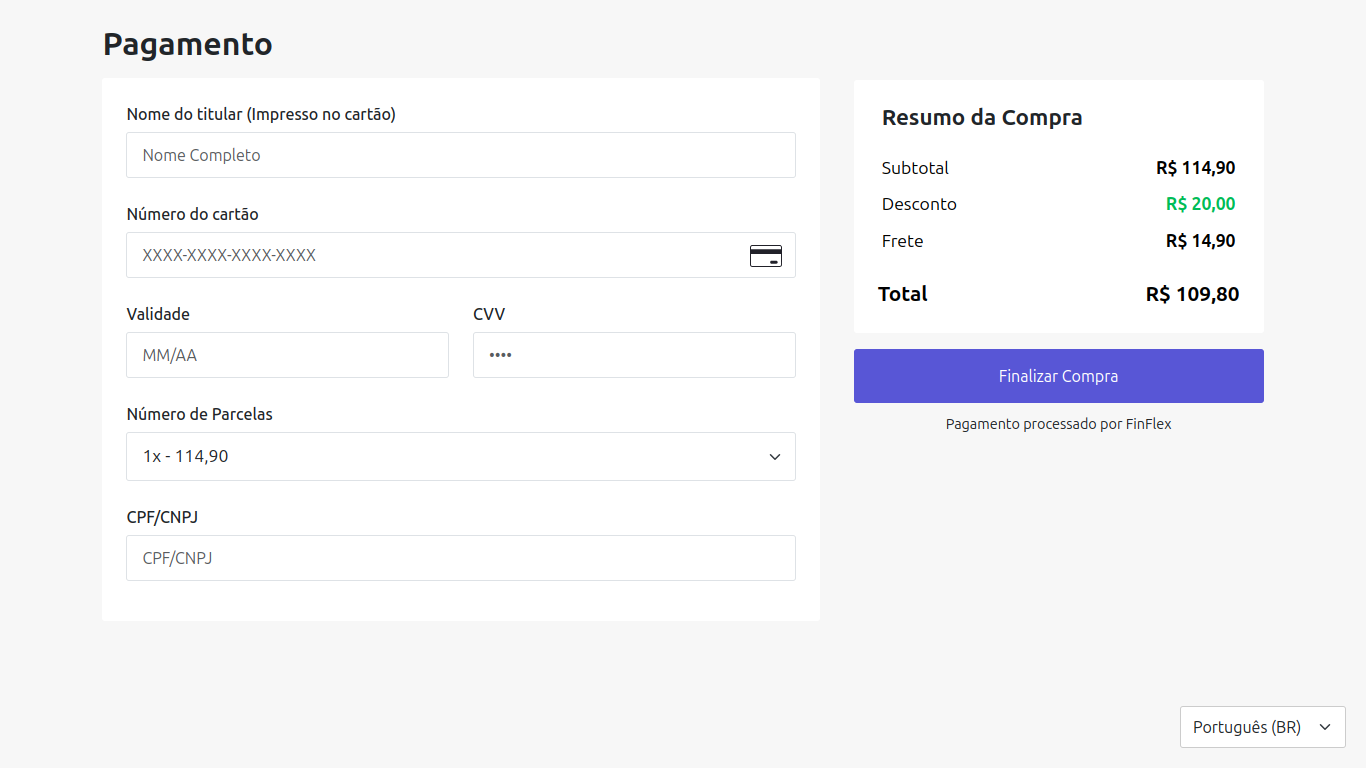 Pagamento
Nome do titular (Impresso no cartão)
Nome Completo
Número do cartão
XXXX-XXXX-XXXX-XXXX
Validade
CVV
MM/AA
••••
Número de Parcelas
1x - 114,90
CPF/CNPJ
CPF/CNPJ
Resumo da Compra
Subtotal R$ 114,90
Desconto R$ 20,00
Frete R$ 14,90
Total R$ 109,80
Finalizar Compra
Pagamento processado por FinFlex
Português (BR)